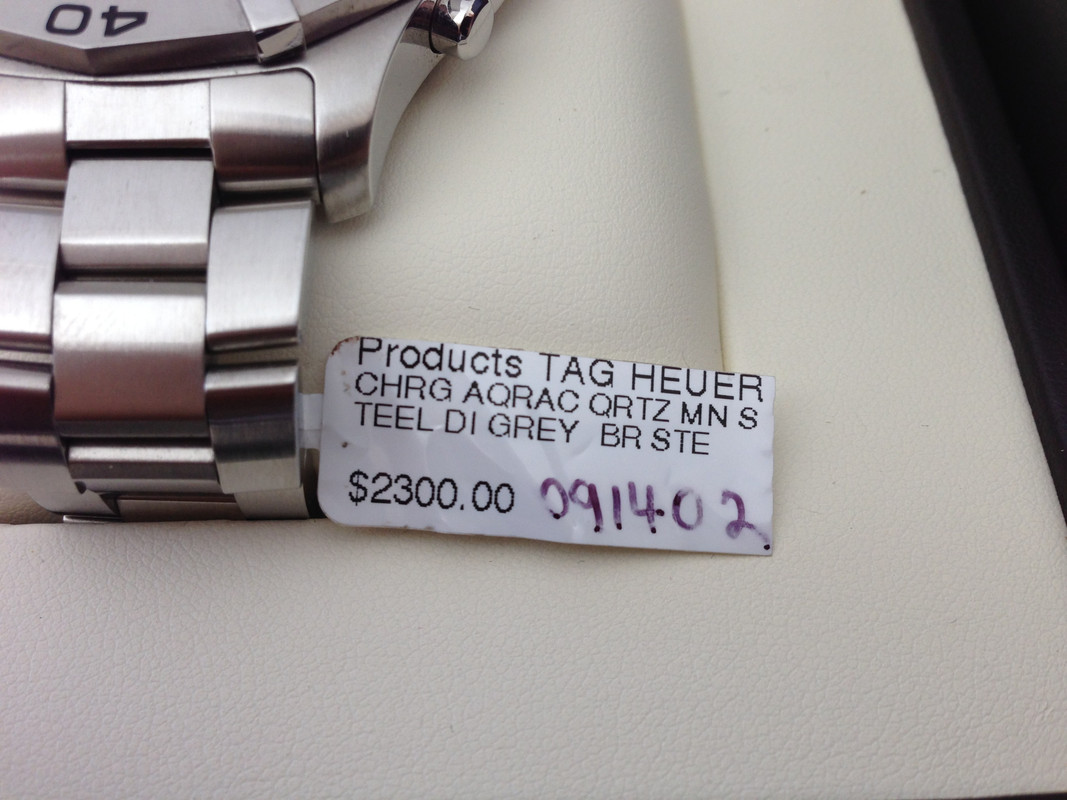 40
Products TAG HEUER
CHRG AQRAC QRTZ MN S
TEEL DI GREY BR STE
$2300.00 091402